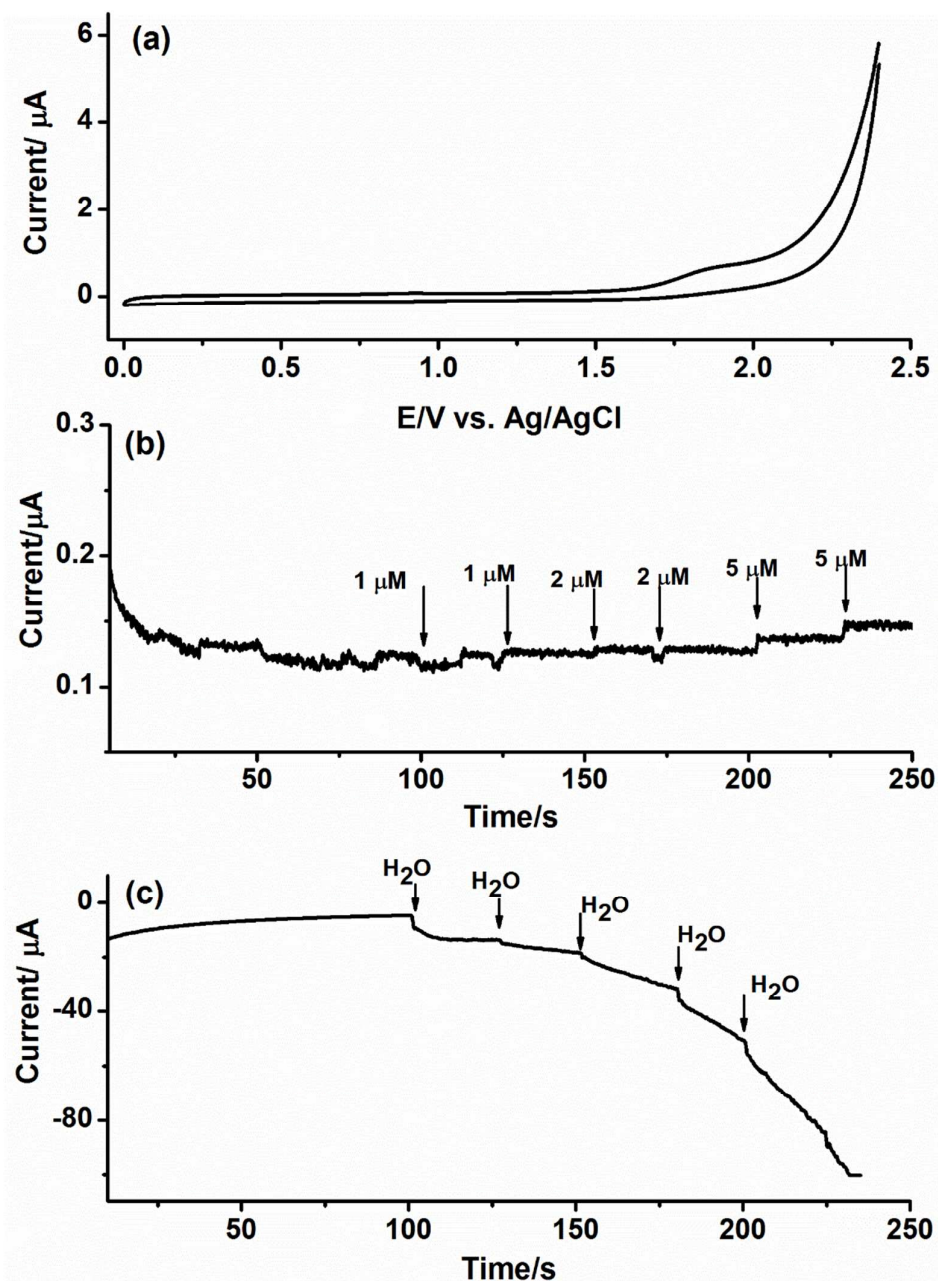 (a)
Current/ μA
6
4
2
0
0.0 0.5 1.0 1.5 2.0 2.5
E/V vs. Ag/AgCl
(b)
Current/μA
0.3
0.2
0.1
1 μM 1 μM 2 μM 2 μM 5 μM 5 μM
50 100 150 200 250
Time/s
(c)
Current/ μA
0
-40
-80
H2O H2O H2O H2O H2O
50 100 150 200 250
Time/s